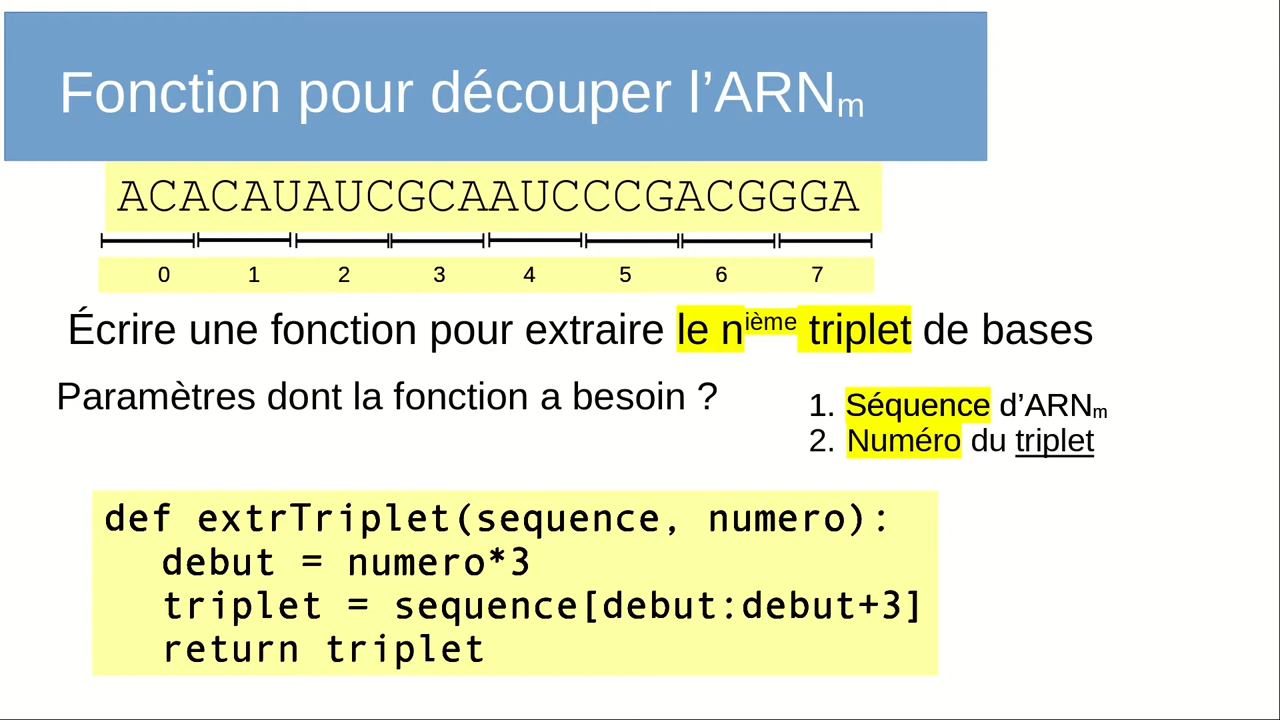 Fonction pour découper l’ARNm
ACACAUAUCGCAAUCCCGACGGGA
0 1 2 3 4 5 6 7
Écrire une fonction pour extraire le nième triplet de bases
Paramètres dont la fonction a besoin ?
1. Séquence d’ARNm
2. Numéro du triplet
def extrTriplet(sequence, numero):
debut = numero*3
triplet = sequence[debut:debut+3]
return triplet